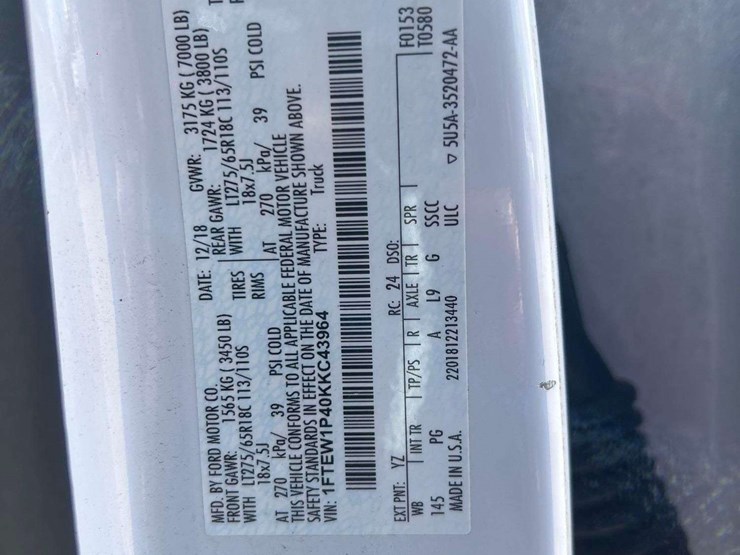 MFD. BY FORD MOTOR CO. DATE: 12/18 GVWR: 3175 KG ( 7000 LB)
FRONT GAWR: 1565 KG ( 3450 LB) REAR GAWR: 1724 KG ( 3800 LB)
WITH LT275/65R18C 113/110S TIRES WITH LT275/65R18C 113/110S
18x7.5J RIMS 18x7.5J
AT 270 kPa/ 39 PSI COLD AT 270 kPa/ 39 PSI COLD
THIS VEHICLE CONFORMS TO ALL APPLICABLE FEDERAL MOTOR VEHICLE
SAFETY STANDARDS IN EFFECT ON THE DATE OF MANUFACTURE SHOWN ABOVE.
VIN: 1FTEW1P40KKC43964 TYPE: Truck
EXT PNT: YZ RC: 24 DSO: F0153
WB INT TR TP/PS R AXLE TR SPR T0580
145 PG A L9 G SSCC
MADE IN U.S.A. 2201812213440 ULC ▽ 5U5A-3520472-AA